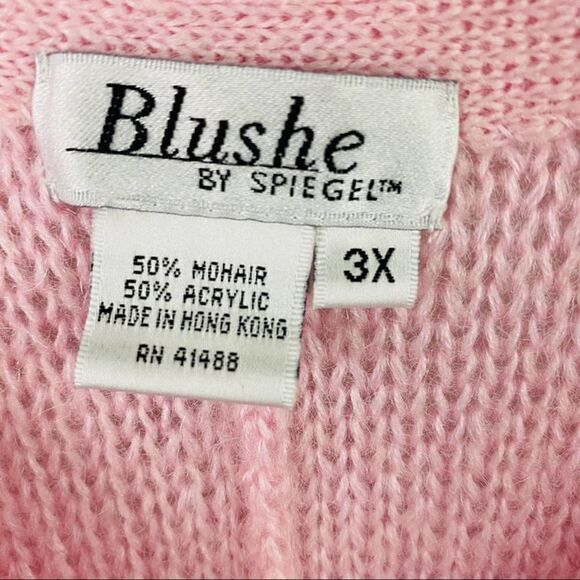 Blushe
BY SPIEGEL™
50% MOHAIR
50% ACRYLIC
MADE IN HONG KONG
RN 41488
3X